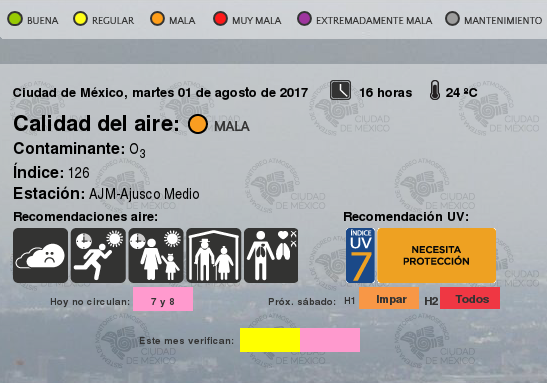 BUENA REGULAR MALA MUY MALA EXTREMADAMENTE MALA MANTENIMIENTO
Ciudad de México, martes 01 de agosto de 2017 16 horas 24 ºC
Calidad del aire: MALA
Contaminante: O3
Índice: 126
Estación: AJM-Ajusco Medio
Recomendaciones aire: Recomendación UV:
ÍNDICE UV 7 NECESITA PROTECCIÓN
Hoy no circulan: 7 y 8 Próx. sábado: H1 Impar H2 Todos
Este mes verifican:
CIUDAD DE MÉXICO